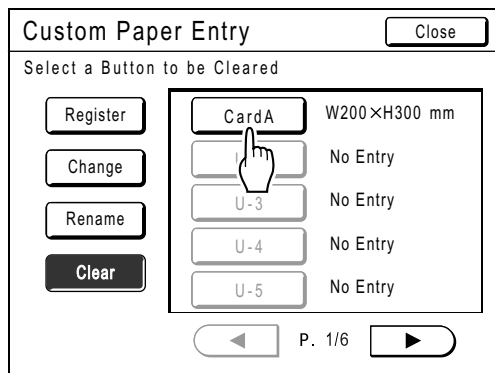 Custom Paper Entry
Close
Select a Button to be Cleared
Register
Change
Rename
Clear
CardA W200×H300 mm
No Entry
U-3 No Entry
U-4 No Entry
U-5 No Entry
P. 1/6